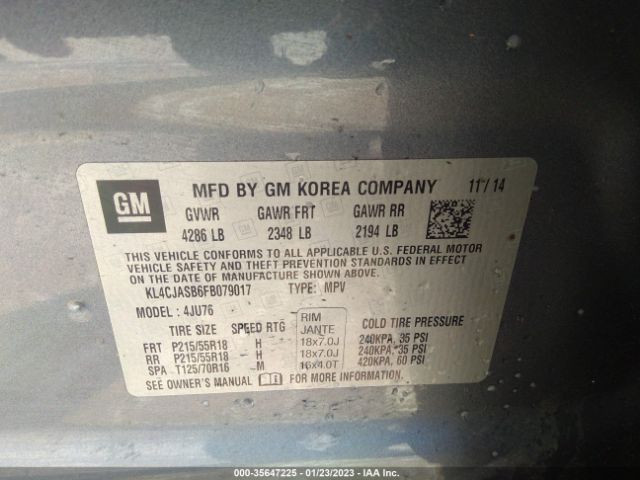 GM MFD BY GM KOREA COMPANY 11/14
GVWR GAWR FRT GAWR RR
4286 LB 2348 LB 2194 LB
THIS VEHICLE CONFORMS TO ALL APPLICABLE U.S. FEDERAL MOTOR
VEHICLE SAFETY AND THEFT PREVENTION STANDARDS IN EFFECT
ON THE DATE OF MANUFACTURE SHOWN ABOVE.
KL4CJASB6FB079017 TYPE: MPV
MODEL : 4JU76
TIRE SIZE SPEED RTG RIM JANTE COLD TIRE PRESSURE
FRT P215/55R18 H 18x7.0J 240KPA, 35 PSI
RR P215/55R18 H 18x7.0J 240KPA, 35 PSI
SPA T125/70R16 M 16x4.0T 420KPA, 60 PSI
SEE OWNER'S MANUAL FOR MORE INFORMATION.
000-35647225 - 01/23/2023 - IAA Inc.